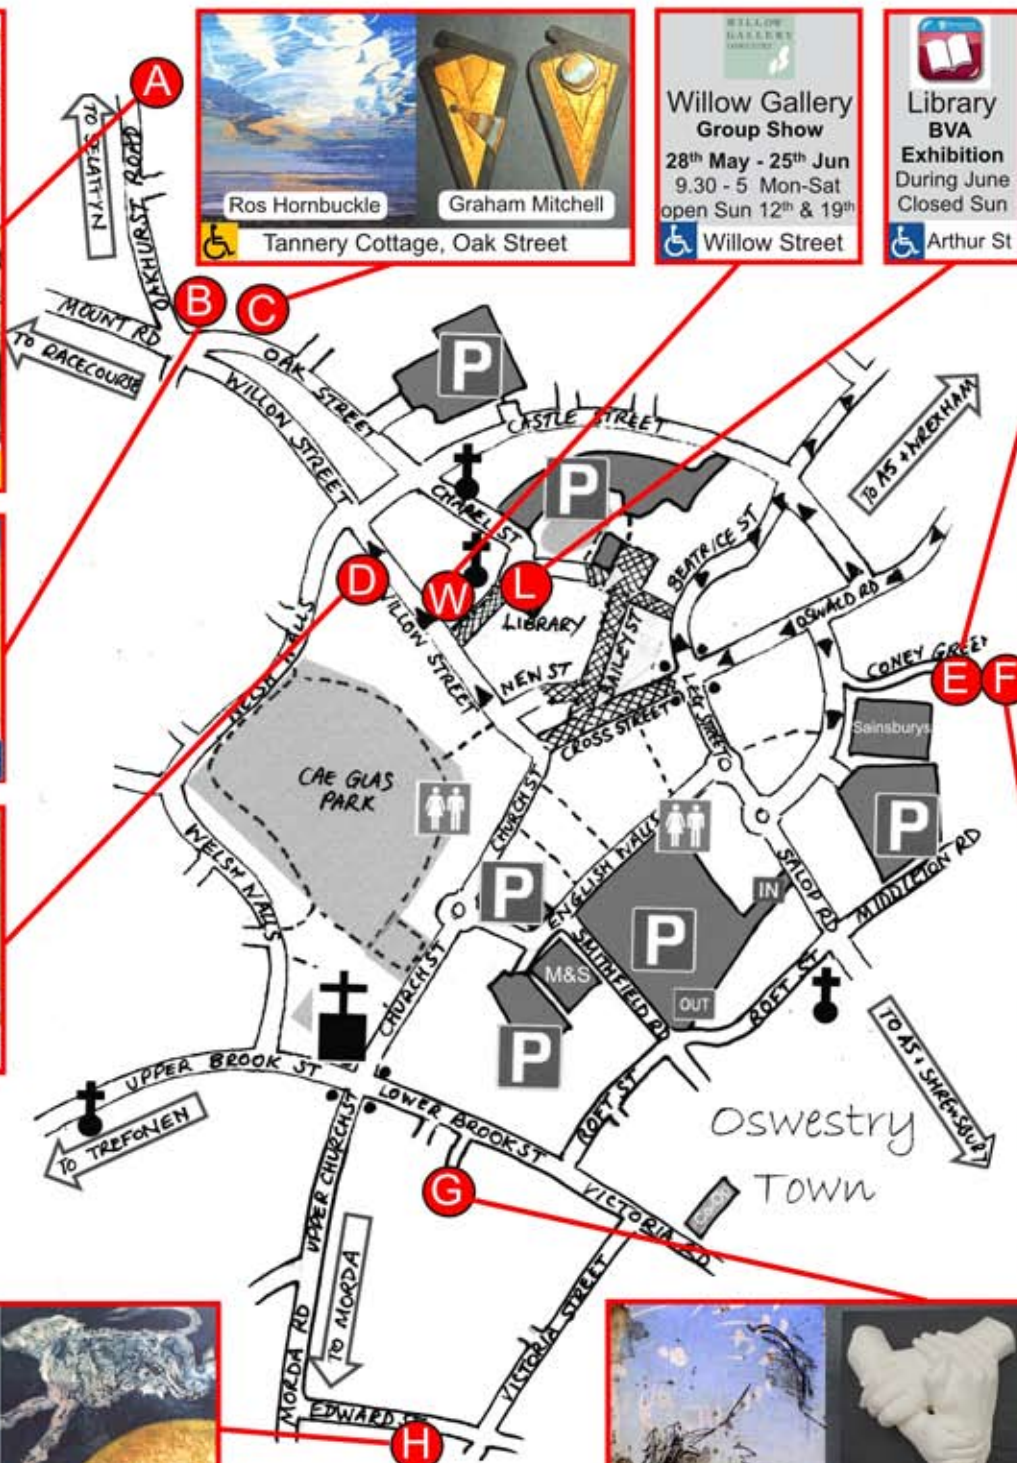 A
TO SELATTYN
OAKHURST ROAD
Ros Hornbuckle
Graham Mitchell
Tannery Cottage, Oak Street
WILLOW
GALLERY
OSWESTRY
Willow Gallery
Group Show
28th May - 25th Jun
9.30 - 5 Mon-Sat
open Sun 12th & 19th
Willow Street
Library
BVA
Exhibition
During June
Closed Sun
Arthur St
B
C
MOUNT RD
TO RACECOURSE
OAK STREET
WILLOW STREET
P
CASTLE STREET
TO A5 + WREXHAM
P
CHAPEL ST
BEATRICE ST
D
W
L
WILLOW STREET
LIBRARY
BAILEY ST
OSWALD RD
WELSH WALLS
NEW ST
CROSS STREET
LEG STREET
CONEY GREEN
E
F
Sainsburys
CAE GLAS
PARK
CHURCH ST
ENGLISH WALLS
P
SALOP RD
MIDDLETON RD
WELSH WALLS
P
IN
P
M&S
SMITHFIELD RD
OUT
P
CHURCH ST
ROFT ST
TO A5 + SHREWSBURY
UPPER BROOK ST
TO TREFONEN
LOWER BROOK ST
ROFT ST
Oswestry
Town
G
UPPER CHURCH ST
VICTORIA RD
TO MORDA
VICTORIA STREET
MORDA RD
EDWARD ST
H